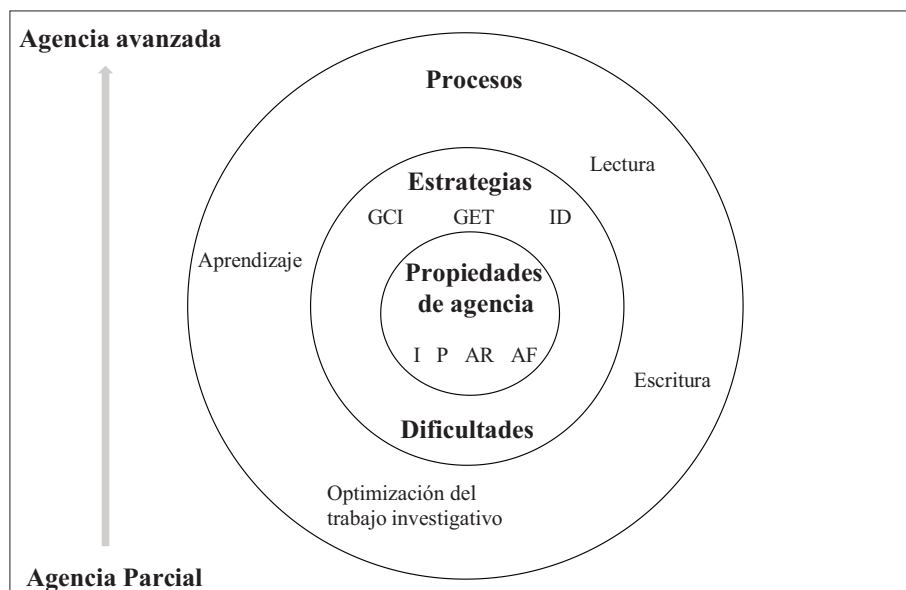 Agencia avanzada
Procesos
Lectura
Estrategias
GCI GET ID
Aprendizaje
Propiedades
de agencia
I P AR AF
Escritura
Dificultades
Optimización del
trabajo investigativo
Agencia Parcial